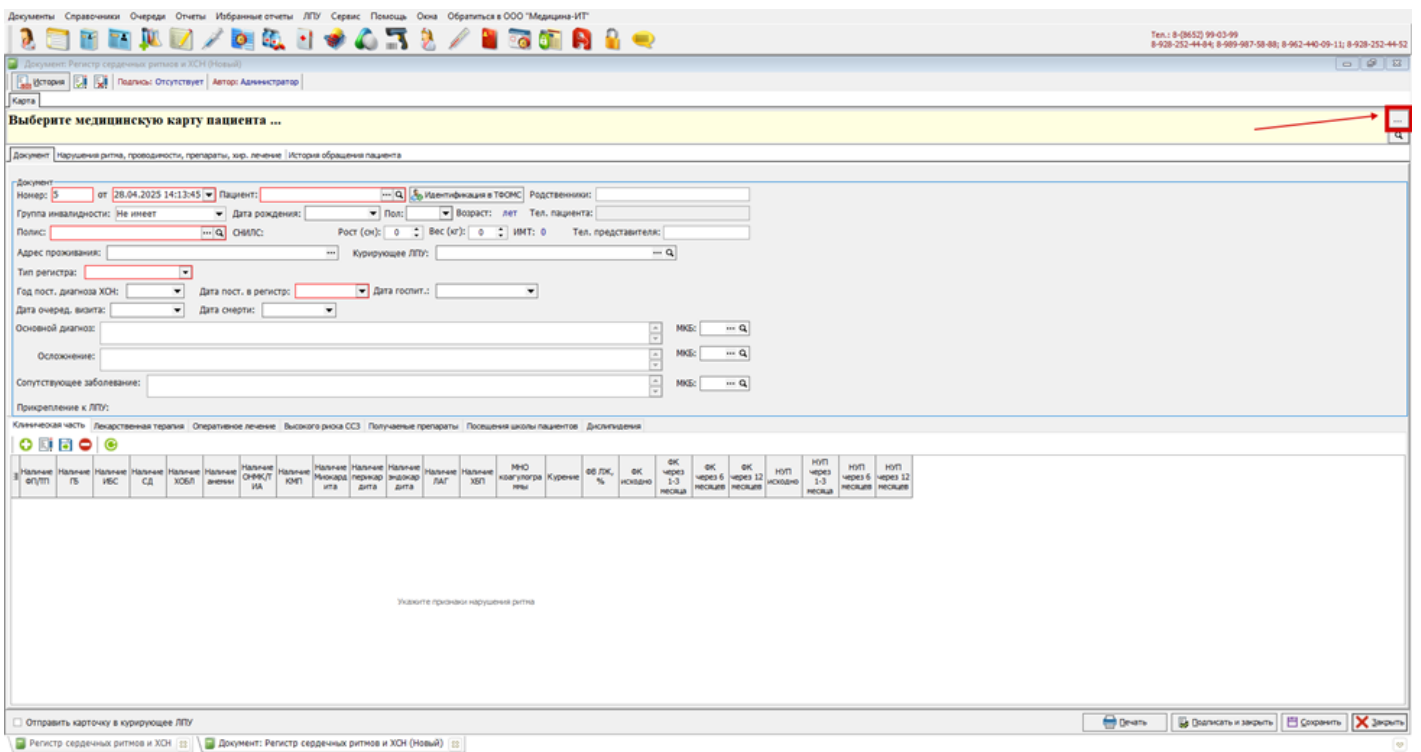 Документы Справочники Очереди Отчеты Избранные отчеты ЛПУ Сервис Помощь Окна Обратиться в ООО "Медицина-ИТ"
Тел.: 8-(8652) 99-03-99
8-928-252-44-84; 8-989-987-58-88; 8-962-440-09-11; 8-928-252-44-52
Документ: Регистр сердечных ритмов и ХСН (Новый)
История Подпись: Отсутствует Автор: Администратор
Карта
Выберите медицинскую карту пациента ...
...
Документ Нарушения ритма, проводимости, препараты, хир. лечение История обращения пациента
Документ
Номер: 5 от 28.04.2025 14:13:45 Пациент: ... Идентификация в ТФОМС Родственники:
Группа инвалидности: Не имеет Дата рождения: Пол: Возраст: лет Тел. пациента:
Полис: ... СНИЛС: Рост (см): 0 Вес (кг): 0 ИМТ: 0 Тел. представителя:
Адрес проживания: ... Курирующее ЛПУ: ...
Тип регистра:
Год пост. диагноза ХСН: Дата пост. в регистр: Дата госпит.:
Дата очеред. визита: Дата смерти:
Основной диагноз: МКБ: ...
Осложнение: МКБ: ...
Сопутствующее заболевание: МКБ: ...
Прикрепление к ЛПУ:
Клиническая часть Лекарственная терапия Оперативное лечение Высокого риска ССЗ Получаемые препараты Посещения школы пациентов Дислипидемия
Наличие ФП/ТП Наличие ГБ Наличие ИБС Наличие СД Наличие ХОБЛ Наличие анемии Наличие ОНМК/Т ИА Наличие КМП Наличие Миокард ита Наличие перикар дита Наличие эндокар дита Наличие ЛАГ Наличие ХБП МНО коагулогра ммы Курение ФВ ЛЖ, % ФК исходно ФК через 1-3 месяца ФК через 6 месяцев ФК через 12 месяцев НУП исходно НУП через 1-3 месяца НУП через 6 месяцев НУП через 12 месяцев
Укажите признаки нарушения ритма
Отправить карточку в курирующее ЛПУ Печать Подписать и закрыть Сохранить Закрыть
Регистр сердечных ритмов и ХСН Документ: Регистр сердечных ритмов и ХСН (Новый)